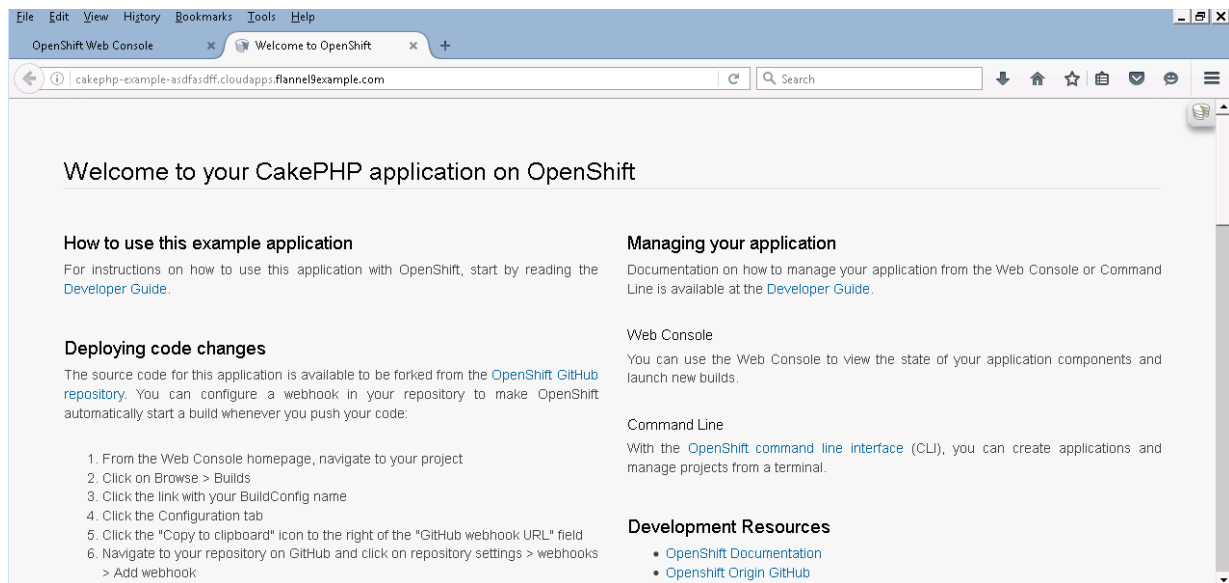 File Edit View History Bookmarks Tools Help
OpenShift Web Console
Welcome to OpenShift
cakephp-example-asdfasdff.cloudapps.flannel9example.com
Search
Welcome to your CakePHP application on OpenShift
How to use this example application
For instructions on how to use this application with OpenShift, start by reading the
Developer Guide.
Deploying code changes
The source code for this application is available to be forked from the OpenShift GitHub
repository. You can configure a webhook in your repository to make OpenShift
automatically start a build whenever you push your code:
1. From the Web Console homepage, navigate to your project
2. Click on Browse > Builds
3. Click the link with your BuildConfig name
4. Click the Configuration tab
5. Click the "Copy to clipboard" icon to the right of the "GitHub webhook URL" field
6. Navigate to your repository on GitHub and click on repository settings > webhooks
> Add webhook
Managing your application
Documentation on how to manage your application from the Web Console or Command
Line is available at the Developer Guide.
Web Console
You can use the Web Console to view the state of your application components and
launch new builds.
Command Line
With the OpenShift command line interface (CLI), you can create applications and
manage projects from a terminal.
Development Resources
• OpenShift Documentation
• Openshift Origin GitHub